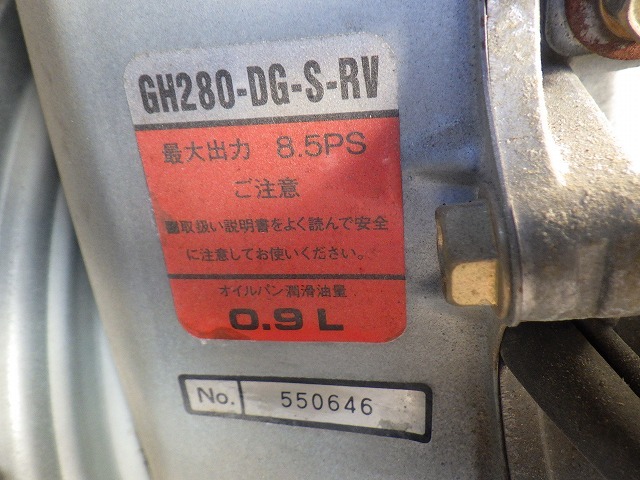 GH280-DG-S-RV
最大出力 8.5PS
ご注意
取扱い説明書をよく読んで安全
に注意してお使いください。
オイルパン潤滑油量
0.9L
No. 550646